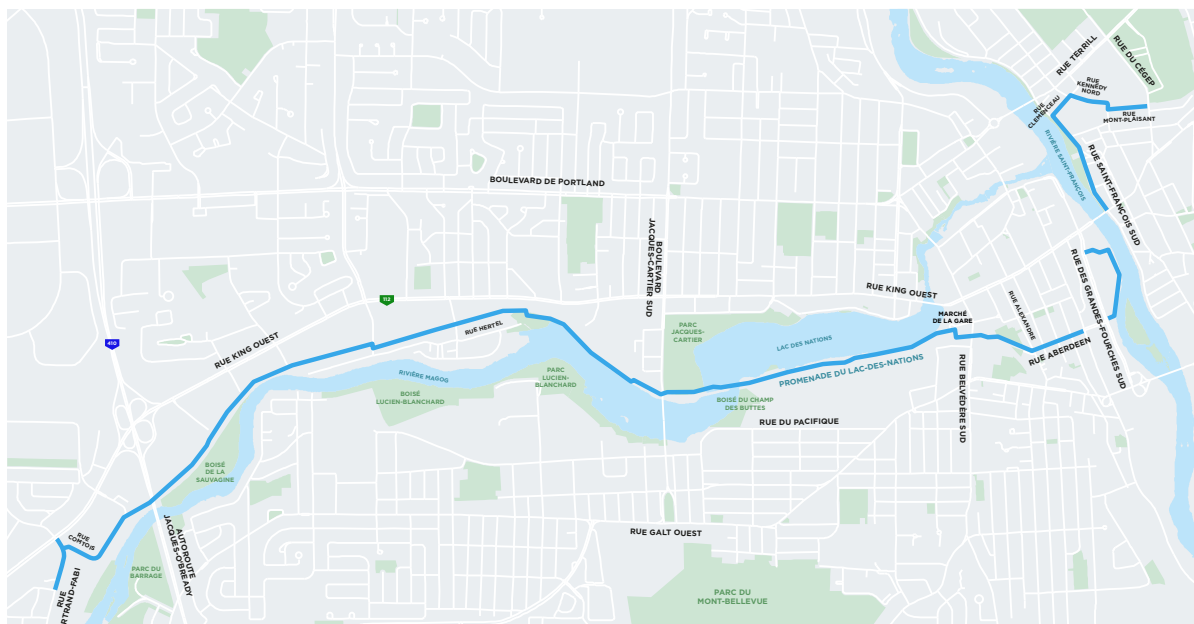 RUE TERRILL
RUE DU CÉGEP
RUE
KENNEDY
NORD
RUE
CLEMENCEAU
RUE
MONT-PLAISANT
RIVIÈRE SAINT-FRANÇOIS
RUE SAINT-FRANÇOIS SUD
BOULEVARD DE PORTLAND
BOULEVARD
JACQUES-CARTIER SUD
RUE DES GRANDES-FOURCHES SUD
RUE KING OUEST
112
RUE ALEXANDRE
MARCHÉ
DE LA GARE
RUE HERTEL
PARC
JACQUES-
CARTIER
LAC DES NATIONS
410
RUE KING OUEST
RUE ABERDEEN
PROMENADE DU LAC-DES-NATIONS
RIVIÈRE MAGOG
PARC
LUCIEN-
BLANCHARD
BOISÉ
LUCIEN-BLANCHARD
BOISÉ DU CHAMP
DES BUTTES
RUE BELVÉDÈRE SUD
RUE DU PACIFIQUE
BOISÉ
DE LA
SAUVAGINE
RUE
COMTOIS
AUTOROUTE
JACQUES-O'BREADY
RUE GALT OUEST
PARC DU
BARRAGE
RUE
RTRAND-FABI
PARC DU
MONT-BELLEVUE